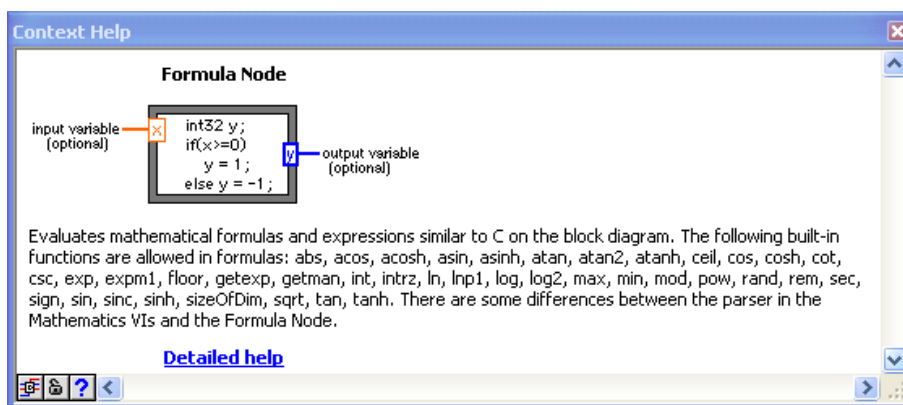 Context Help
Formula Node
input variable
(optional)
x
int32 y;
if(x>=0)
y = 1;
else y = -1;
y
output variable
(optional)
Evaluates mathematical formulas and expressions similar to C on the block diagram. The following built-in
functions are allowed in formulas: abs, acos, acosh, asin, asinh, atan, atan2, atanh, ceil, cos, cosh, cot,
csc, exp, expm1, floor, getexp, getman, int, intrz, ln, lnp1, log, log2, max, min, mod, pow, rand, rem, sec,
sign, sin, sinc, sinh, sizeOfDim, sqrt, tan, tanh. There are some differences between the parser in the
Mathematics VIs and the Formula Node.
Detailed help
?